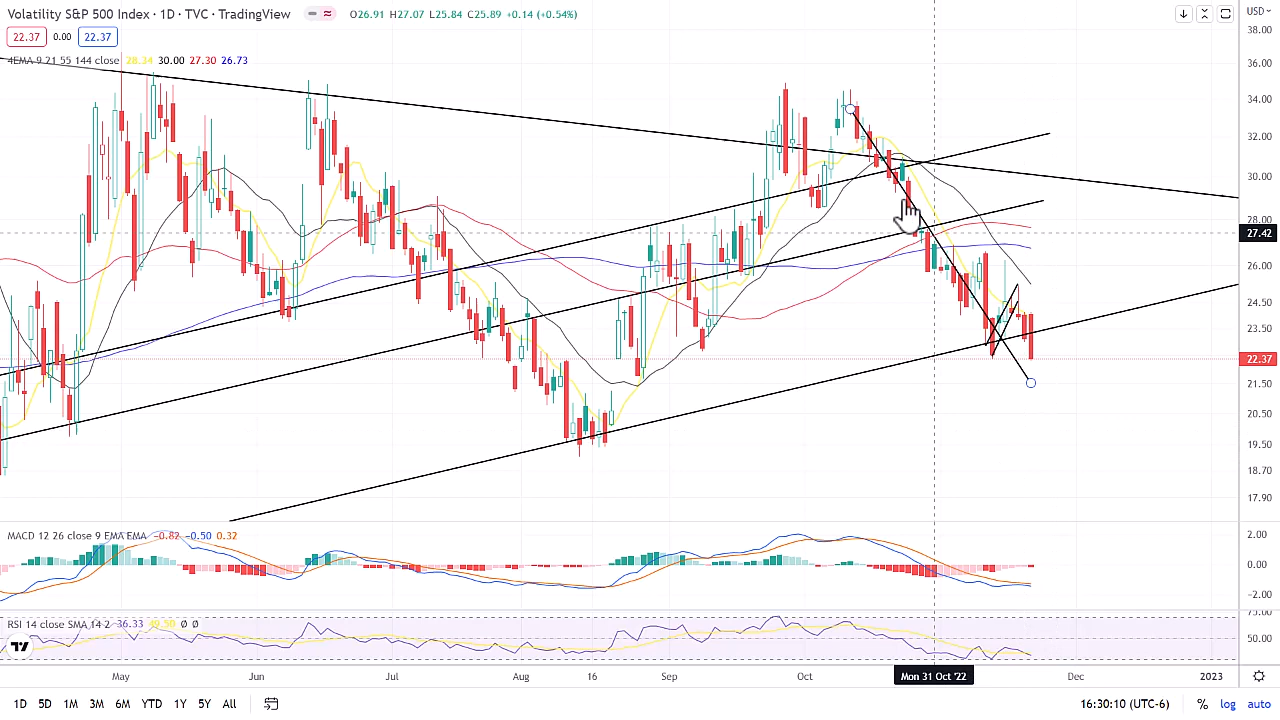 Volatility S&P 500 Index · 1D · TVC · TradingView O26.91 H27.07 L25.84 C25.89 +0.14 (+0.54%)
USD
22.37 0.00 22.37
4EMA 9 21 55 144 close 28.34 30.00 27.30 26.73
38.00
36.00
34.00
32.00
30.00
28.00
27.42
26.00
24.50
23.50
22.37
21.50
20.50
19.50
18.70
17.90
MACD 12 26 close 9 EMA EMA −0.82 −0.50 0.32
2.00
0.00
−2.00
RSI 14 close SMA 14 2 36.33 49.50 Ø Ø
75.00
50.00
May Jun Jul Aug 16 Sep Oct Mon 31 Oct '22 Dec 2023
1D 5D 1M 3M 6M YTD 1Y 5Y All 16:30:10 (UTC-6) % log auto